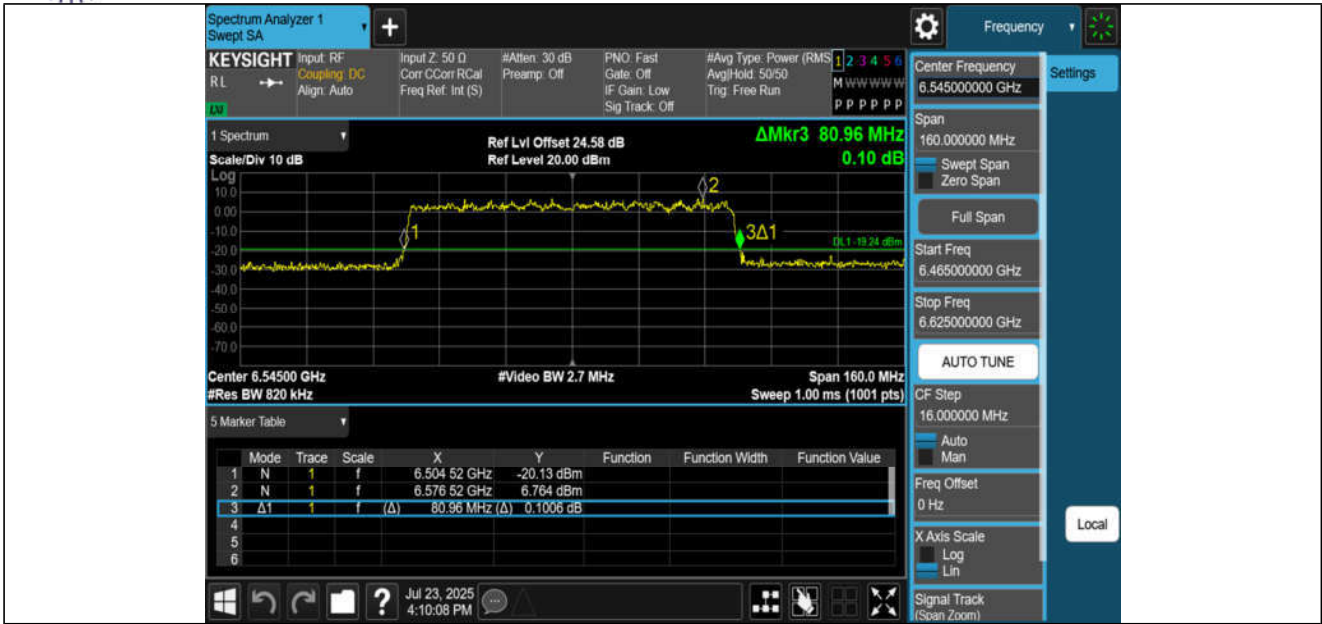 Spectrum Analyzer 1
Swept SA
+
Frequency
KEYSIGHT
RL
LXI
Input: RF
Coupling: DC
Align: Auto
Input Z: 50 Ω
Corr CCorr RCal
Freq Ref: Int (S)
#Atten: 30 dB
Preamp: Off
PNO: Fast
Gate: Off
IF Gain: Low
Sig Track: Off
#Avg Type: Power (RMS
Avg|Hold: 50/50
Trig: Free Run
1 2 3 4 5 6
M W W W W W
P P P P P P
1 Spectrum
Scale/Div 10 dB
Ref Lvl Offset 24.58 dB
Ref Level 20.00 dBm
ΔMkr3 80.96 MHz
0.10 dB
Log
10.0
0.00
-10.0
-20.0
-30.0
-40.0
-50.0
-60.0
-70.0
1
2
3Δ1
DL1 -19.24 dBm
Center 6.54500 GHz
#Res BW 820 kHz
#Video BW 2.7 MHz
Span 160.0 MHz
Sweep 1.00 ms (1001 pts)
5 Marker Table
Mode Trace Scale X Y Function Function Width Function Value
1 N 1 f 6.504 52 GHz -20.13 dBm
2 N 1 f 6.576 52 GHz 6.764 dBm
3 Δ1 1 f (Δ) 80.96 MHz (Δ) 0.1006 dB
4
5
6
?
Jul 23, 2025
4:10:08 PM
Center Frequency
6.545000000 GHz
Settings
Span
160.000000 MHz
Swept Span
Zero Span
Full Span
Start Freq
6.465000000 GHz
Stop Freq
6.625000000 GHz
AUTO TUNE
CF Step
16.000000 MHz
Auto
Man
Freq Offset
0 Hz
X Axis Scale
Log
Lin
Local
Signal Track
(Span Zoom)